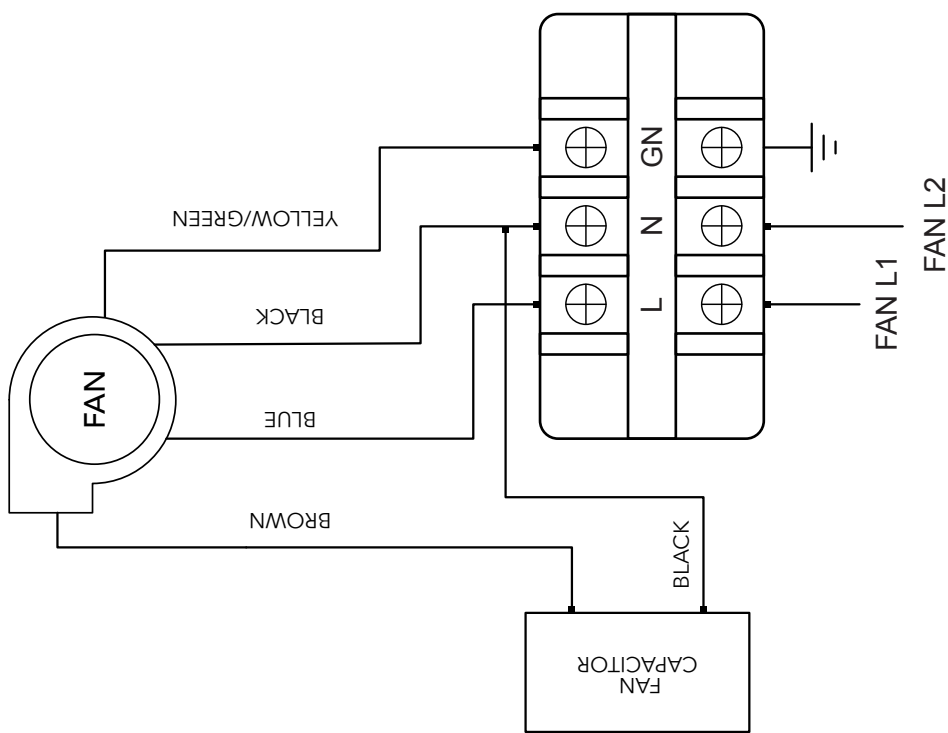 YELLOW/GREEN
BLACK
BLUE
BROWN
FAN
GN
N
L
FAN L2
FAN L1
BLACK
FAN
CAPACITOR